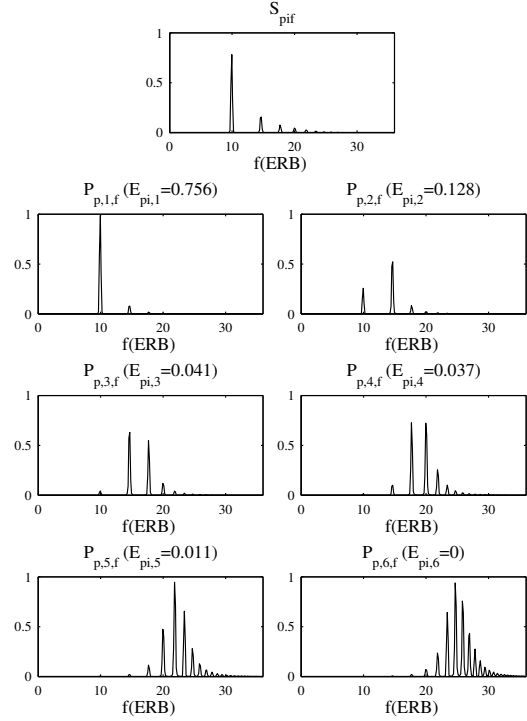 S_pif
1
0.5
0
0 10 20 30
f(ERB)
P_p,1,f (E_pi,1=0.756) P_p,2,f (E_pi,2=0.128)
1 1
0.5 0.5
0 0
0 10 20 30 0 10 20 30
f(ERB) f(ERB)
P_p,3,f (E_pi,3=0.041) P_p,4,f (E_pi,4=0.037)
1 1
0.5 0.5
0 0
0 10 20 30 0 10 20 30
f(ERB) f(ERB)
P_p,5,f (E_pi,5=0.011) P_p,6,f (E_pi,6=0)
1 1
0.5 0.5
0 0
0 10 20 30 0 10 20 30
f(ERB) f(ERB)